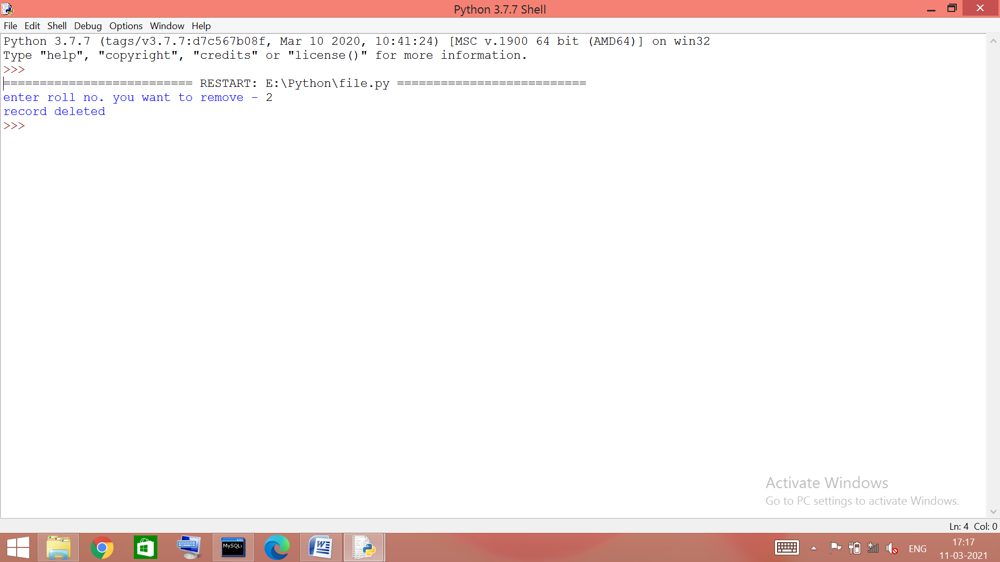 Python 3.7.7 Shell
File Edit Shell Debug Options Window Help
Python 3.7.7 (tags/v3.7.7:d7c567b08f, Mar 10 2020, 10:41:24) [MSC v.1900 64 bit (AMD64)] on win32
Type "help", "copyright", "credits" or "license()" for more information.
>>>
========================== RESTART: E:\Python\file.py ==========================
enter roll no. you want to remove - 2
record deleted
>>>
Activate Windows
Go to PC settings to activate Windows.
Ln: 4 Col: 0
MySQL>
ENG
17:17
11-03-2021